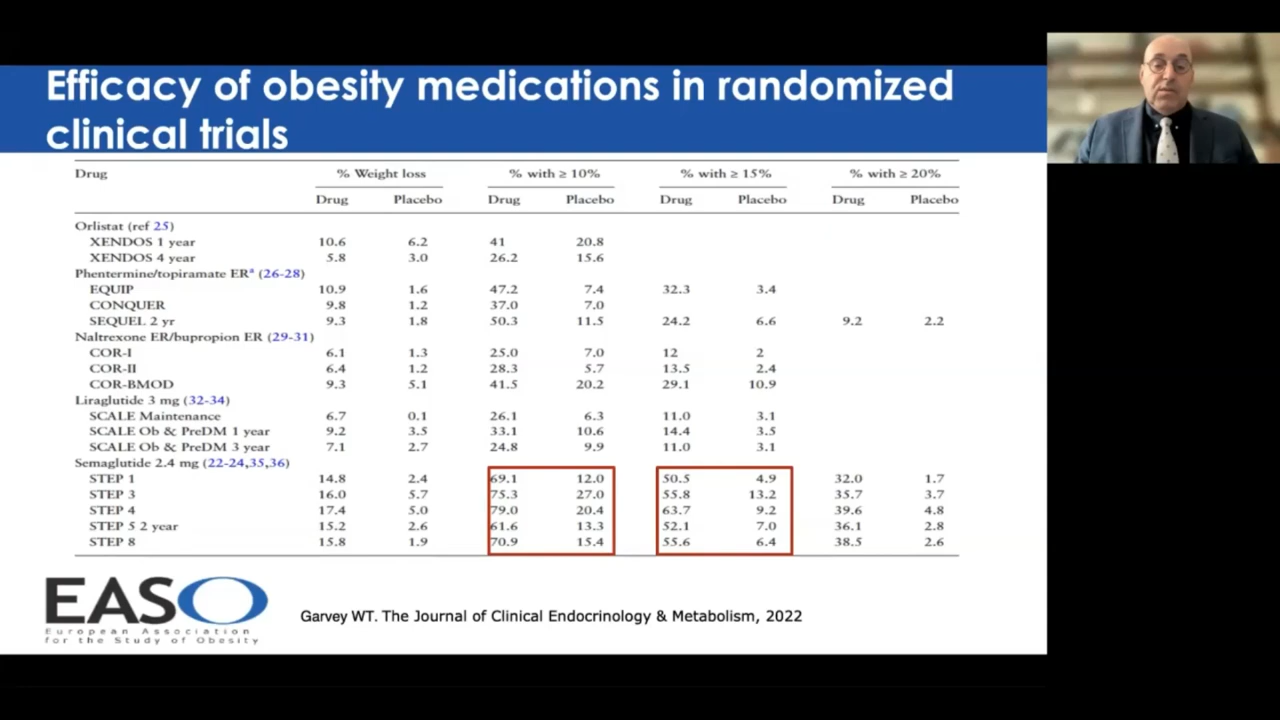 Efficacy of obesity medications in randomized
clinical trials
Drug % Weight loss % with ≥ 10% % with ≥ 15% % with ≥ 20%
Drug Placebo Drug Placebo Drug Placebo Drug Placebo
Orlistat (ref 25)
XENDOS 1 year 10.6 6.2 41 20.8
XENDOS 4 year 5.8 3.0 26.2 15.6
Phentermine/topiramate ERᵃ (26-28)
EQUIP 10.9 1.6 47.2 7.4 32.3 3.4
CONQUER 9.8 1.2 37.0 7.0
SEQUEL 2 yr 9.3 1.8 50.3 11.5 24.2 6.6 9.2 2.2
Naltrexone ER/bupropion ER (29-31)
COR-I 6.1 1.3 25.0 7.0 12 2
COR-II 6.4 1.2 28.3 5.7 13.5 2.4
COR-BMOD 9.3 5.1 41.5 20.2 29.1 10.9
Liraglutide 3 mg (32-34)
SCALE Maintenance 6.7 0.1 26.1 6.3 11.0 3.1
SCALE Ob & PreDM 1 year 9.2 3.5 33.1 10.6 14.4 3.5
SCALE Ob & PreDM 3 year 7.1 2.7 24.8 9.9 11.0 3.1
Semaglutide 2.4 mg (22-24,35,36)
STEP 1 14.8 2.4 69.1 12.0 50.5 4.9 32.0 1.7
STEP 3 16.0 5.7 75.3 27.0 55.8 13.2 35.7 3.7
STEP 4 17.4 5.0 79.0 20.4 63.7 9.2 39.6 4.8
STEP 5 2 year 15.2 2.6 61.6 13.3 52.1 7.0 36.1 2.8
STEP 8 15.8 1.9 70.9 15.4 55.6 6.4 38.5 2.6
EASO
European Association
for the Study of Obesity
Garvey WT. The Journal of Clinical Endocrinology & Metabolism, 2022